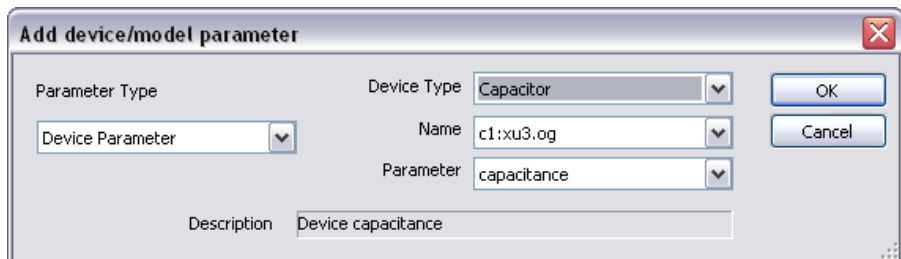 Add device/model parameter
Parameter Type
Device Parameter
Device Type Capacitor
Name c1:xu3.og
Parameter capacitance
OK
Cancel
Description Device capacitance